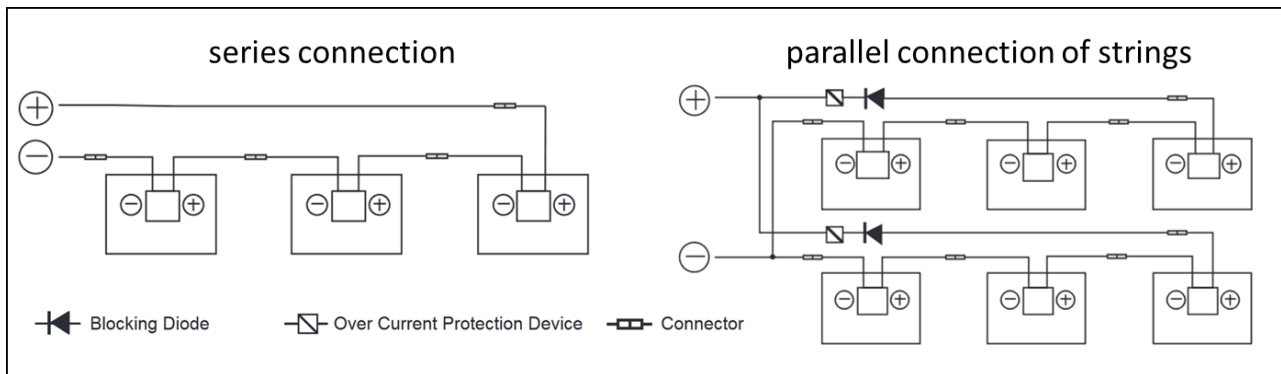 series connection
parallel connection of strings
+
−
− + − + − +
+
− + − + − +
−
− + − + − +
Blocking Diode Over Current Protection Device Connector